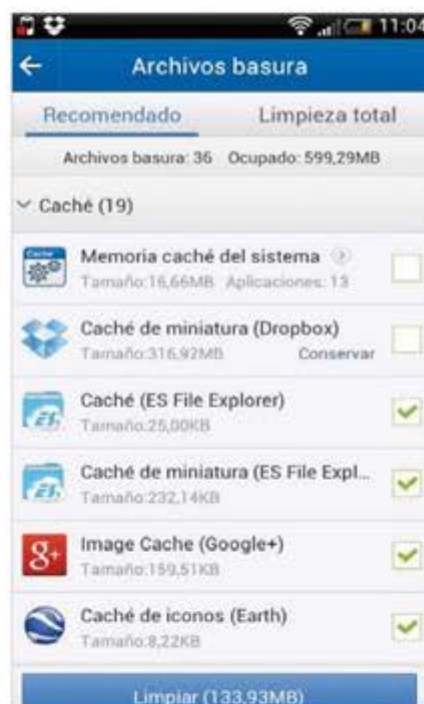 11:04
Archivos basura
Recomendado Limpieza total
Archivos basura: 36 Ocupado: 599,29MB
Caché (19)
Cache
Memoria caché del sistema
Tamaño:16,66MB Aplicaciones: 13
Caché de miniatura (Dropbox)
Tamaño:316,92MB Conservar
Caché (ES File Explorer)
Tamaño:25,00KB
Caché de miniatura (ES File Expl...
Tamaño:232,14KB
g+ Image Cache (Google+)
Tamaño:159,51KB
Caché de iconos (Earth)
Tamaño:8,22KB
Limpiar (133,93MB)